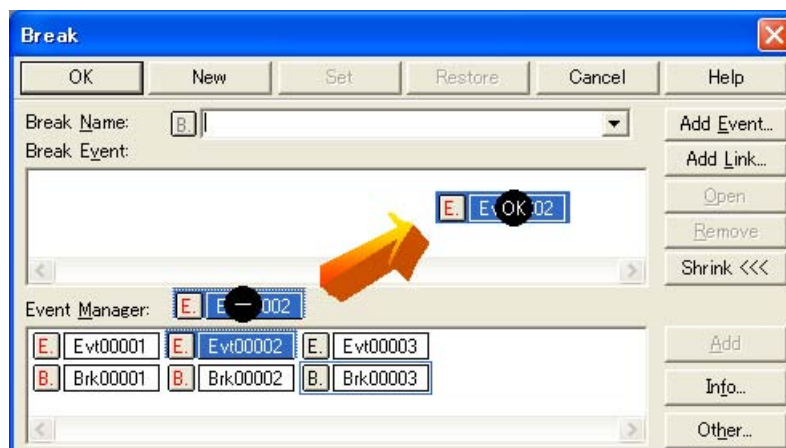 Break
OK New Set Restore Cancel Help
Break Name: B.
Add Event...
Break Event:
Add Link...
E. Ev OK 02
Open
Remove
Shrink <<<
Event Manager: E. E – 002
E. Evt00001 E. Evt00002 E. Evt00003
Add
B. Brk00001 B. Brk00002 B. Brk00003
Info...
Other...